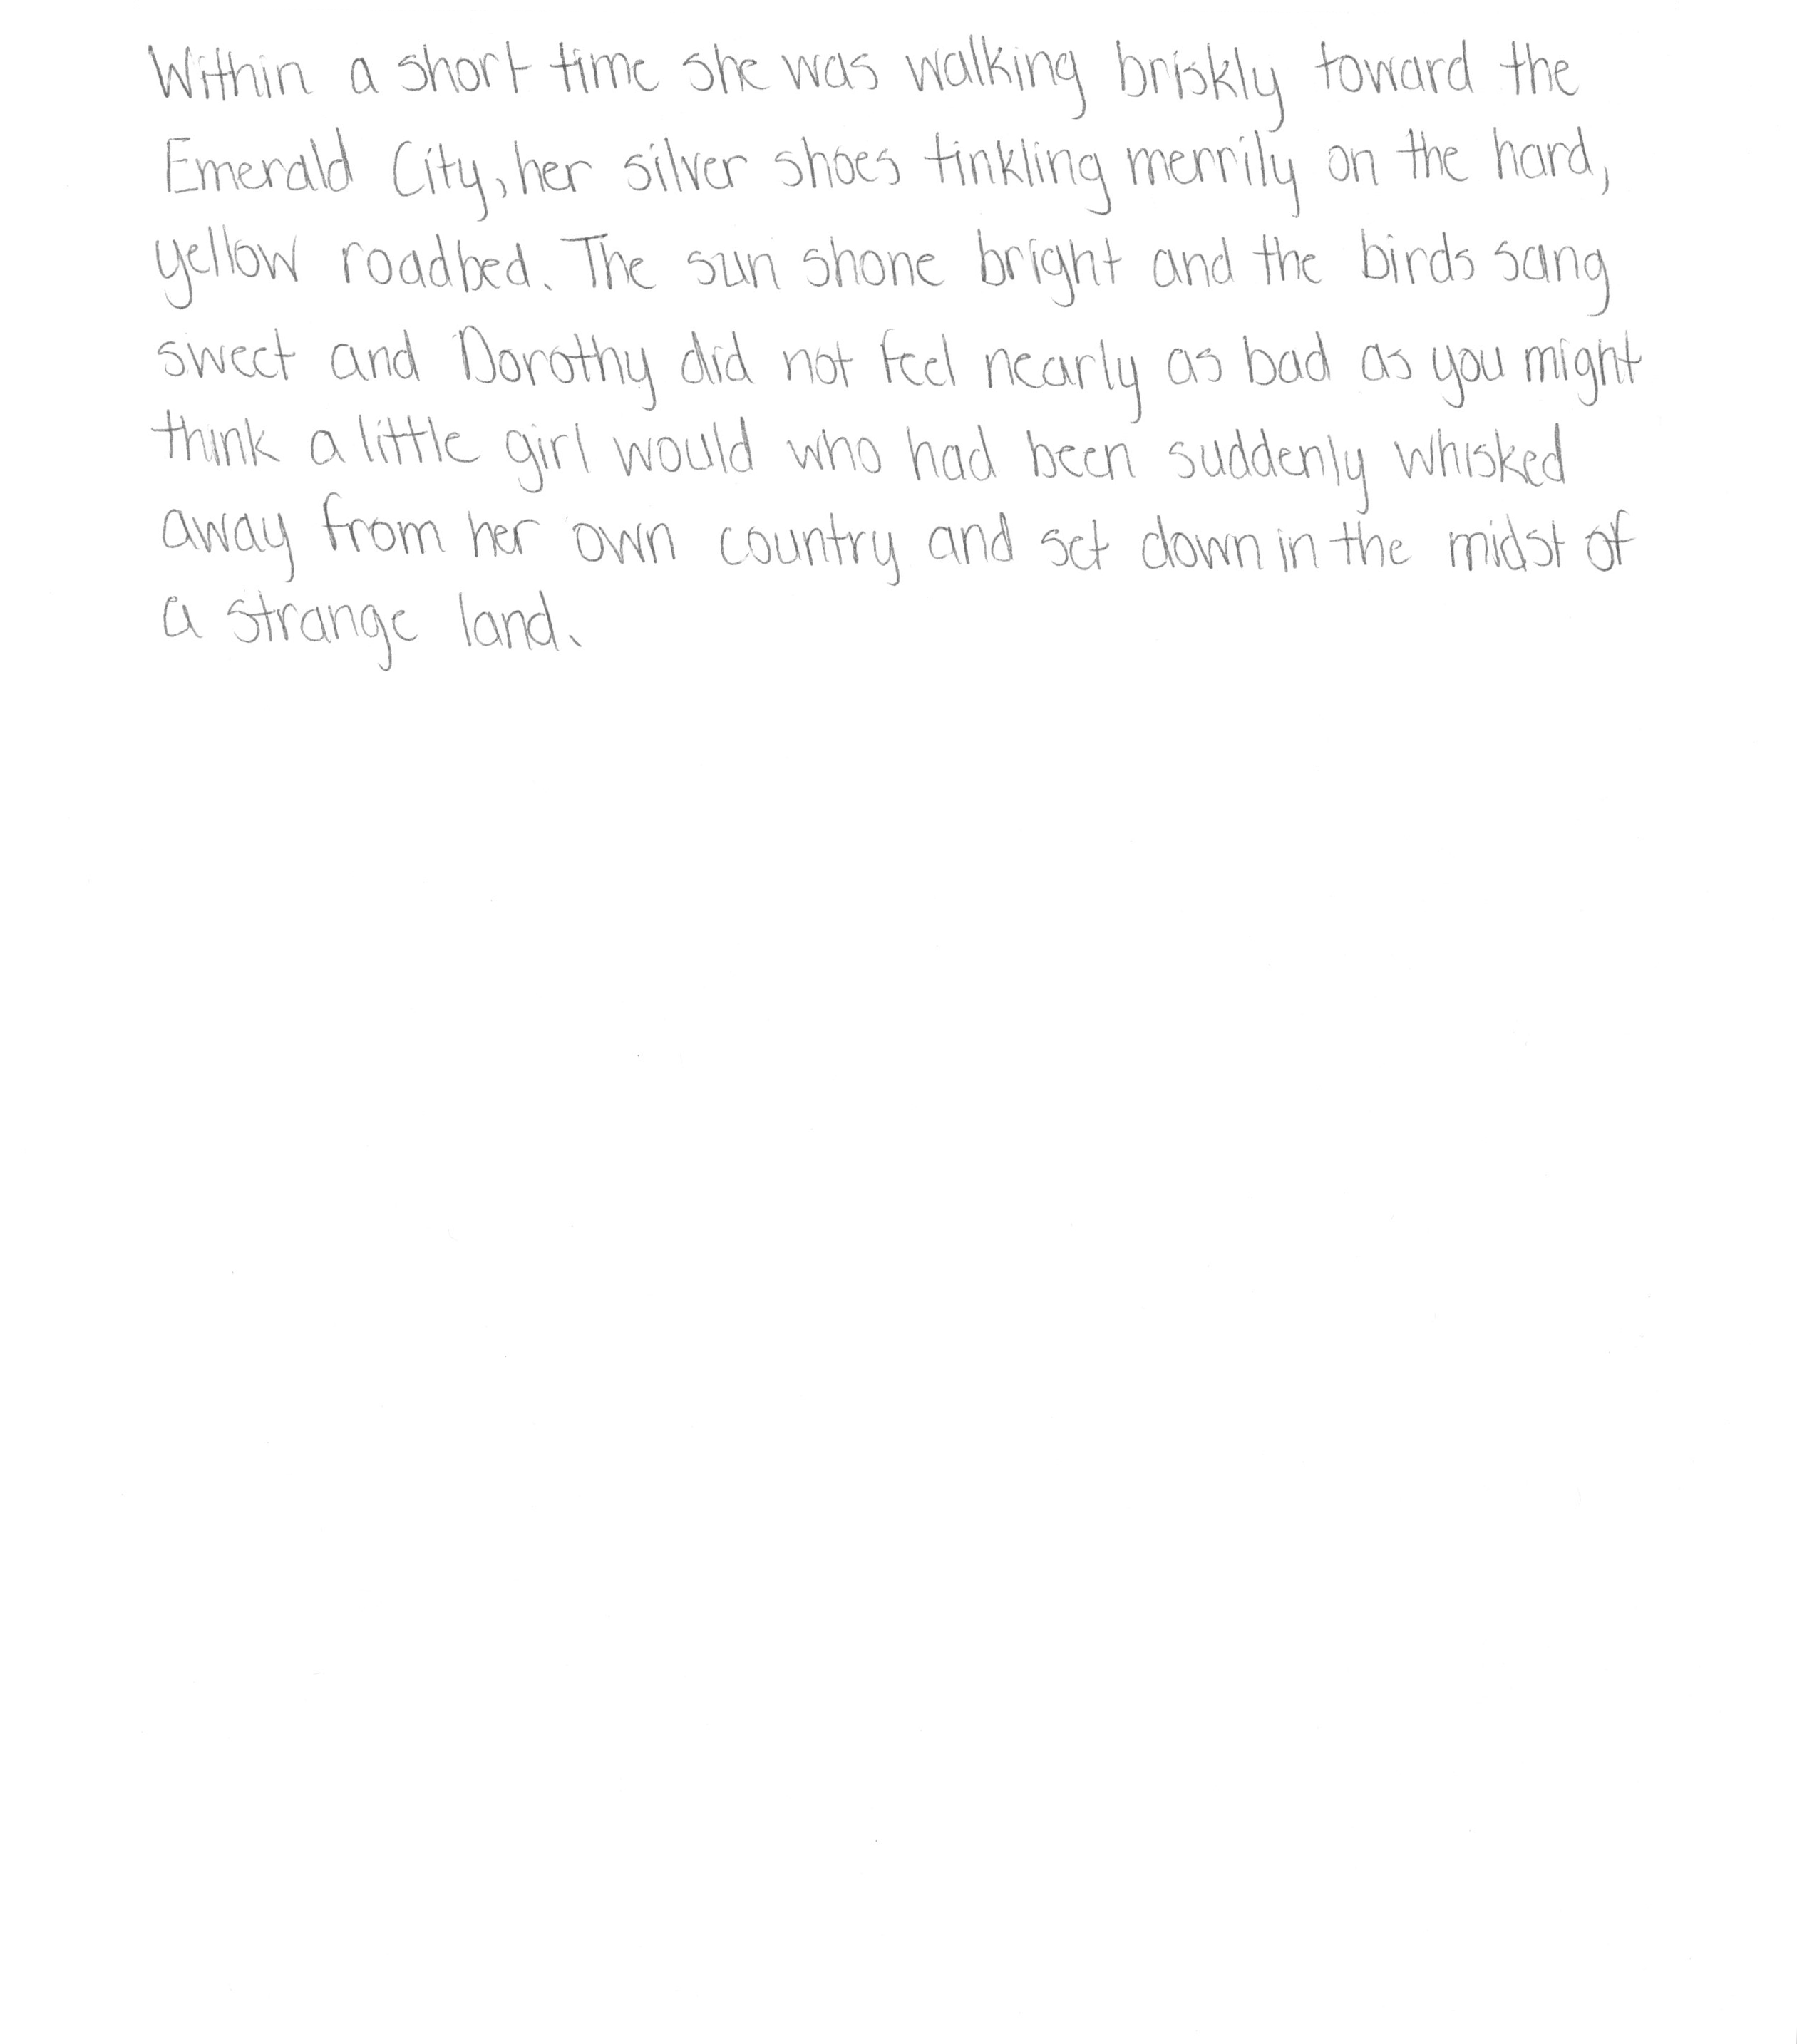 Within a short time she was walking briskly toward the
Emerald City, her silver shoes tinkling merrily on the hard,
yellow roadbed. The sun shone bright and the birds sang
sweet and Dorothy did not feel nearly as bad as you might
think a little girl would who had been suddenly whisked
away from her own country and set down in the midst of
a strange land.